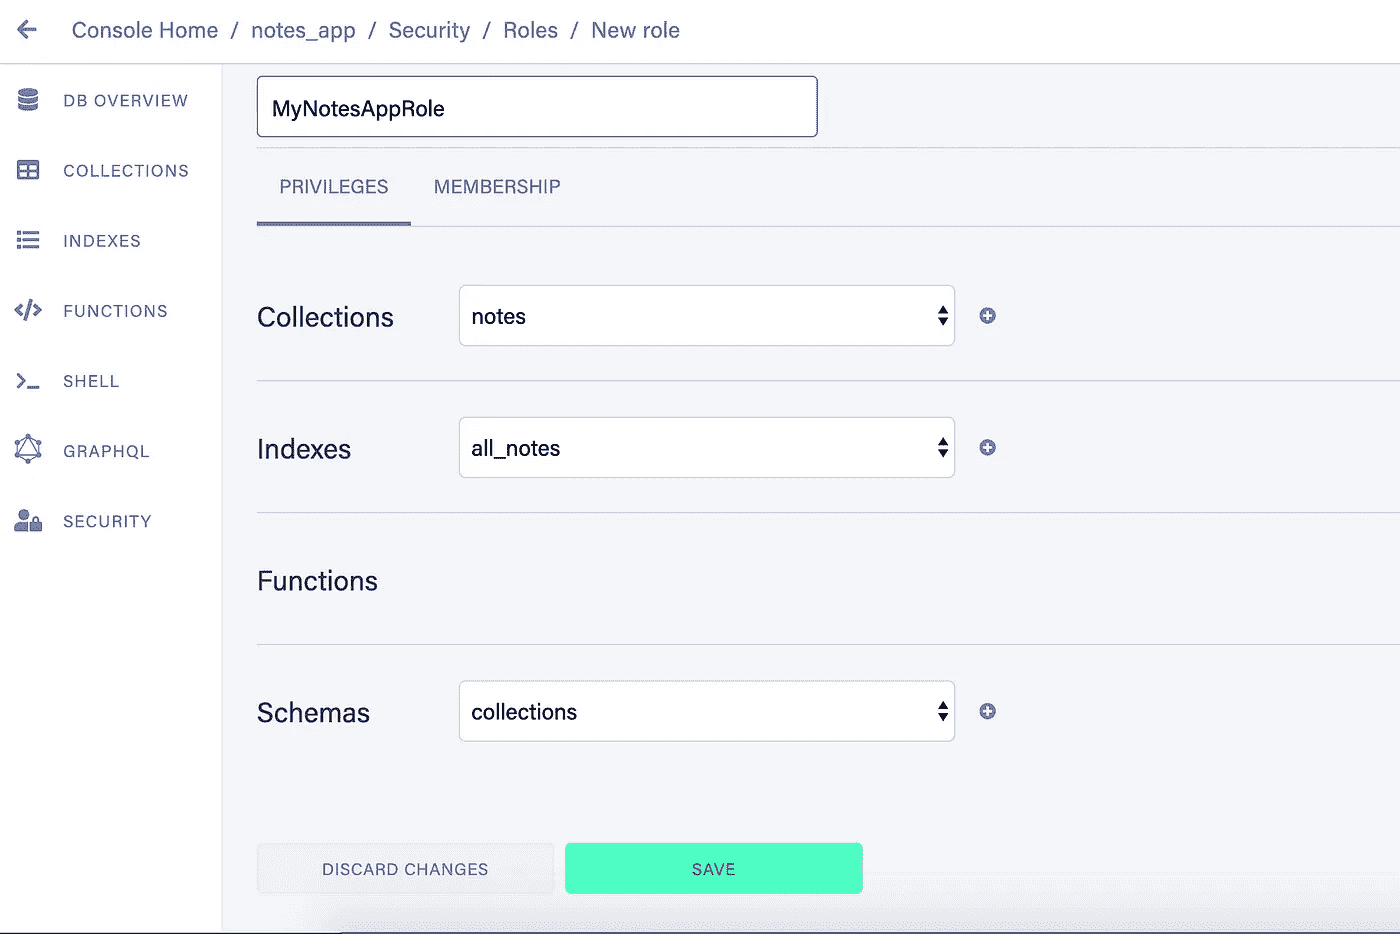 Console Home / notes_app / Security / Roles / New role
DB OVERVIEW
COLLECTIONS
INDEXES
FUNCTIONS
SHELL
GRAPHQL
SECURITY
MyNotesAppRole
PRIVILEGES MEMBERSHIP
Collections notes
Indexes all_notes
Functions
Schemas collections
DISCARD CHANGES SAVE